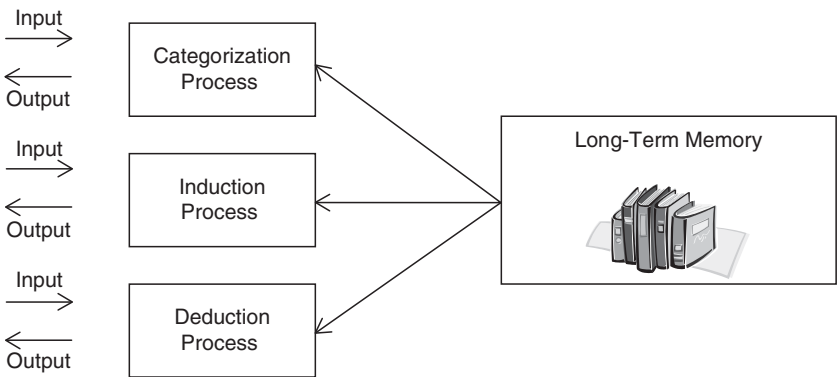 Input
Output
Categorization
Process
Input
Output
Induction
Process
Input
Output
Deduction
Process
Long-Term Memory